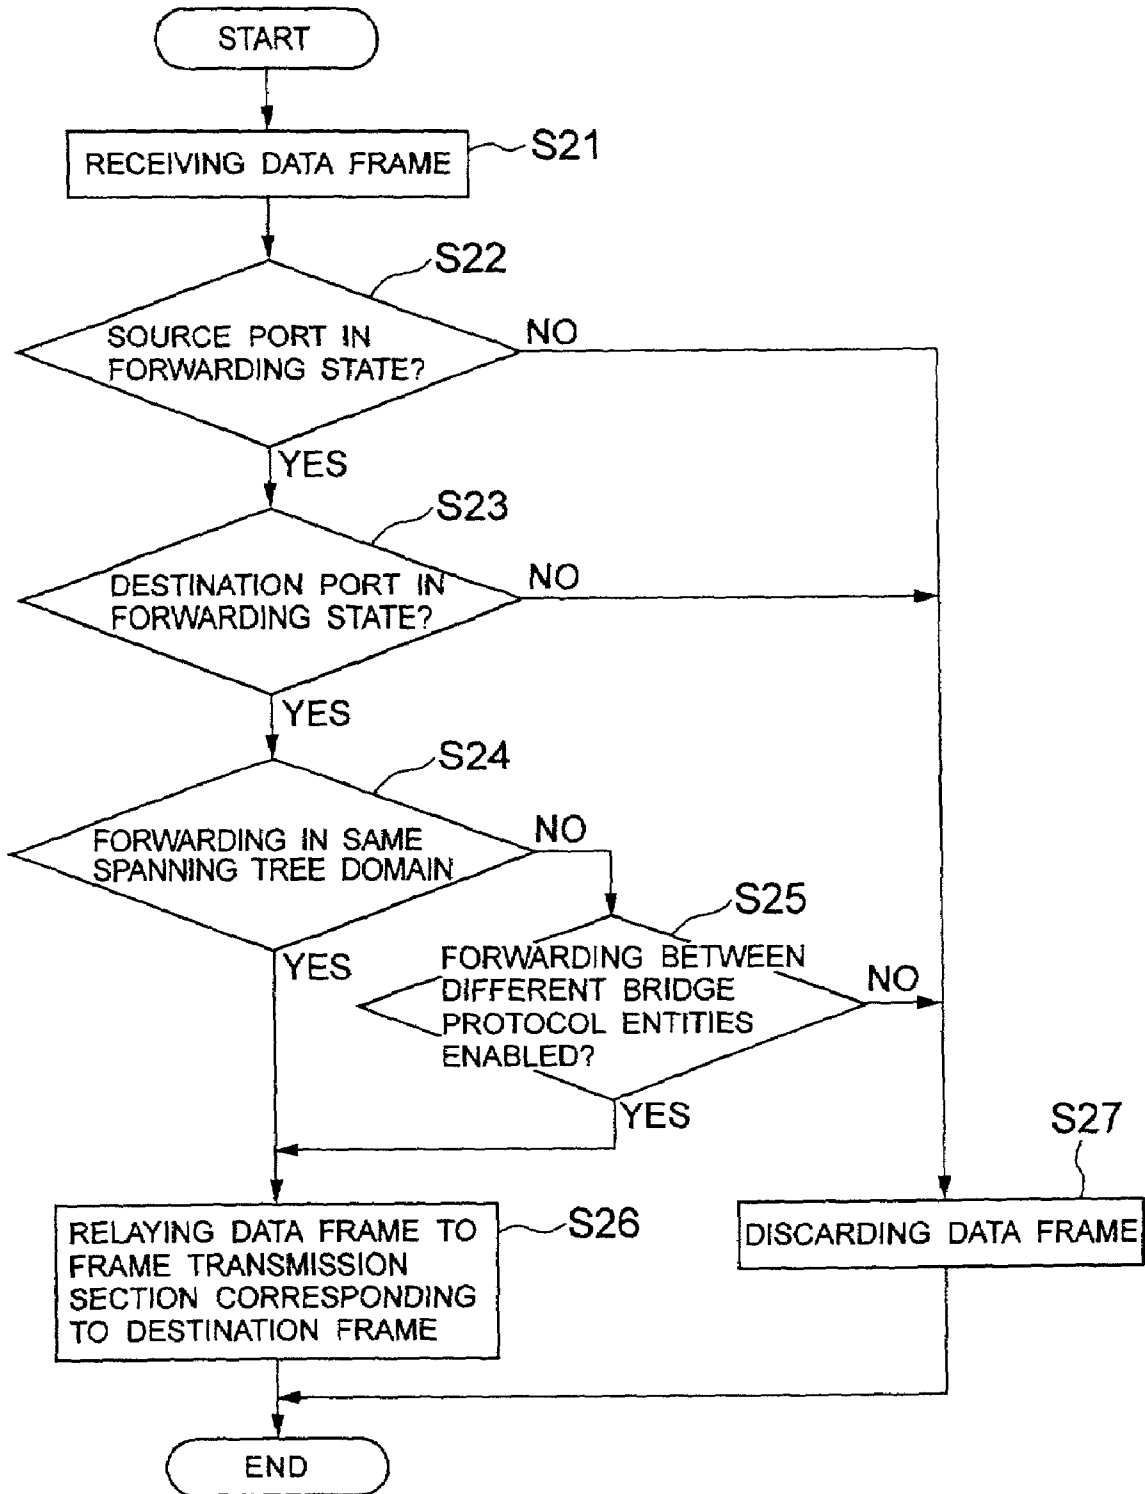 START
RECEIVING DATA FRAME
S21
S22
SOURCE PORT IN
FORWARDING STATE?
NO
YES
S23
DESTINATION PORT IN
FORWARDING STATE?
NO
YES
S24
FORWARDING IN SAME
SPANNING TREE DOMAIN
NO
YES
S25
FORWARDING BETWEEN
DIFFERENT BRIDGE
PROTOCOL ENTITIES
ENABLED?
NO
YES
S26
RELAYING DATA FRAME TO
FRAME TRANSMISSION
SECTION CORRESPONDING
TO DESTINATION FRAME
S27
DISCARDING DATA FRAME
END